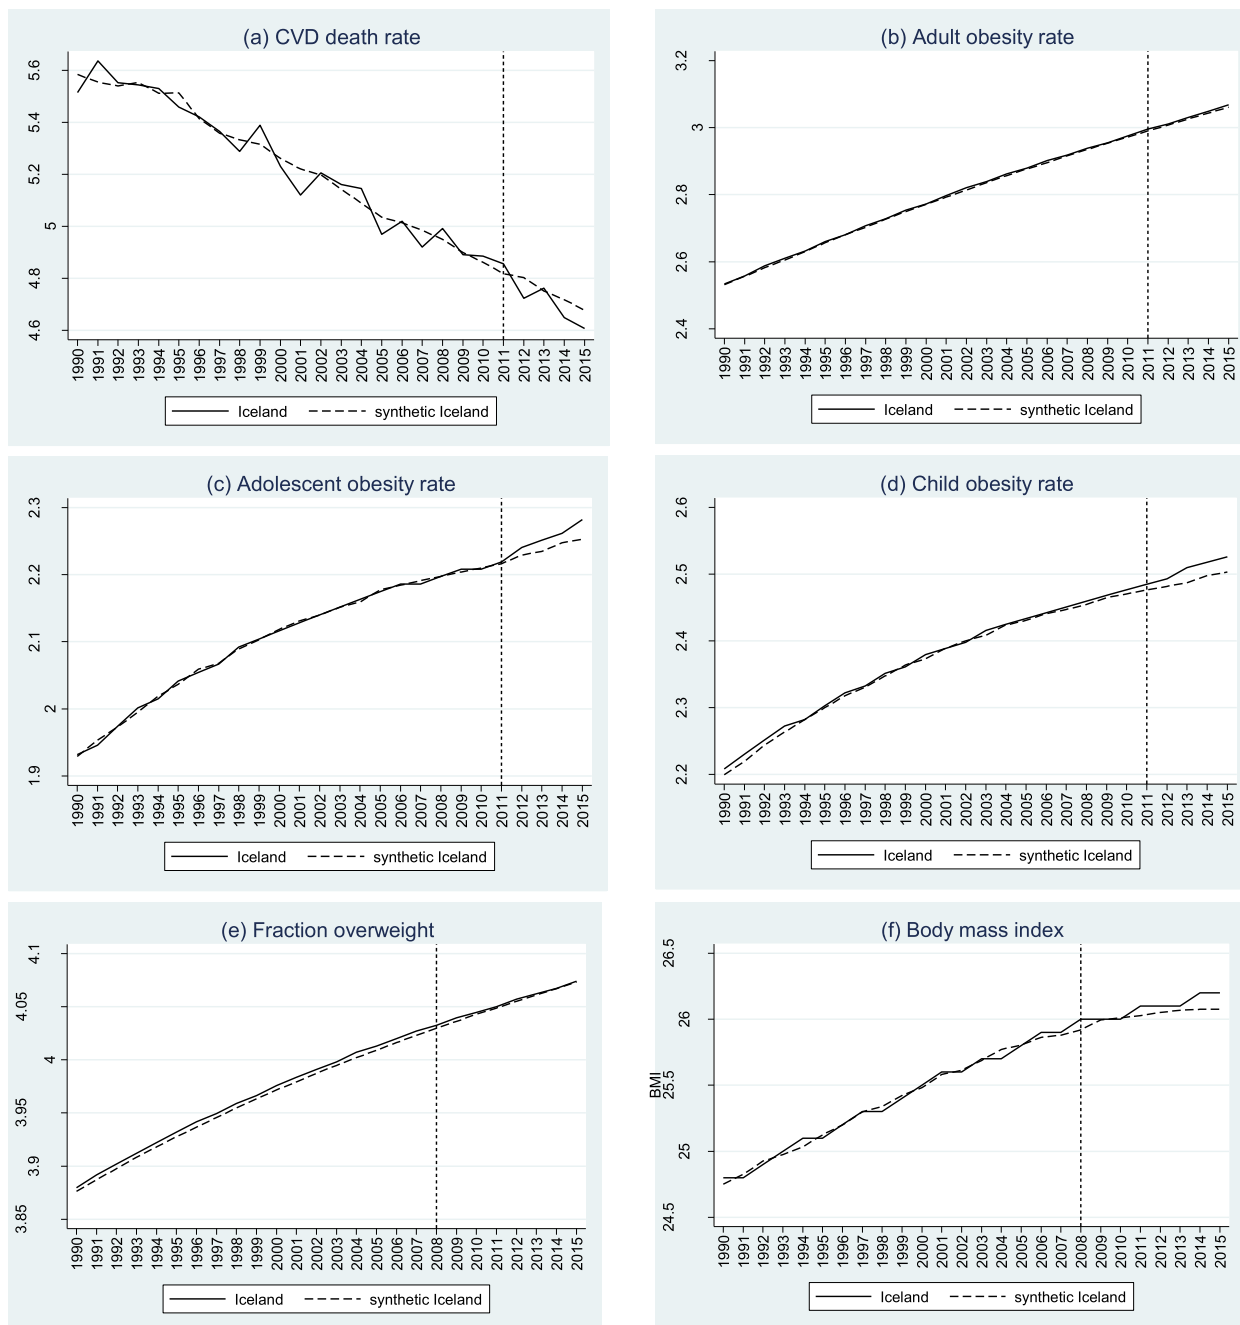 (a) CVD death rate
5.6
5.4
5.2
5
4.8
4.6
1990 1991 1992 1993 1994 1995 1996 1997 1998 1999 2000 2001 2002 2003 2004 2005 2006 2007 2008 2009 2010 2011 2012 2013 2014 2015
Iceland synthetic Iceland
(b) Adult obesity rate
3.2
3
2.8
2.6
2.4
1990 1991 1992 1993 1994 1995 1996 1997 1998 1999 2000 2001 2002 2003 2004 2005 2006 2007 2008 2009 2010 2011 2012 2013 2014 2015
Iceland synthetic Iceland
(c) Adolescent obesity rate
2.3
2.2
2.1
2
1.9
1990 1991 1992 1993 1994 1995 1996 1997 1998 1999 2000 2001 2002 2003 2004 2005 2006 2007 2008 2009 2010 2011 2012 2013 2014 2015
Iceland synthetic Iceland
(d) Child obesity rate
2.6
2.5
2.4
2.3
2.2
1990 1991 1992 1993 1994 1995 1996 1997 1998 1999 2000 2001 2002 2003 2004 2005 2006 2007 2008 2009 2010 2011 2012 2013 2014 2015
Iceland synthetic Iceland
(e) Fraction overweight
4.1
4.05
4
3.95
3.9
3.85
1990 1991 1992 1993 1994 1995 1996 1997 1998 1999 2000 2001 2002 2003 2004 2005 2006 2007 2008 2009 2010 2011 2012 2013 2014 2015
Iceland synthetic Iceland
(f) Body mass index
BMI
26.5
26
25.5
25
24.5
1990 1991 1992 1993 1994 1995 1996 1997 1998 1999 2000 2001 2002 2003 2004 2005 2006 2007 2008 2009 2010 2011 2012 2013 2014 2015
Iceland synthetic Iceland